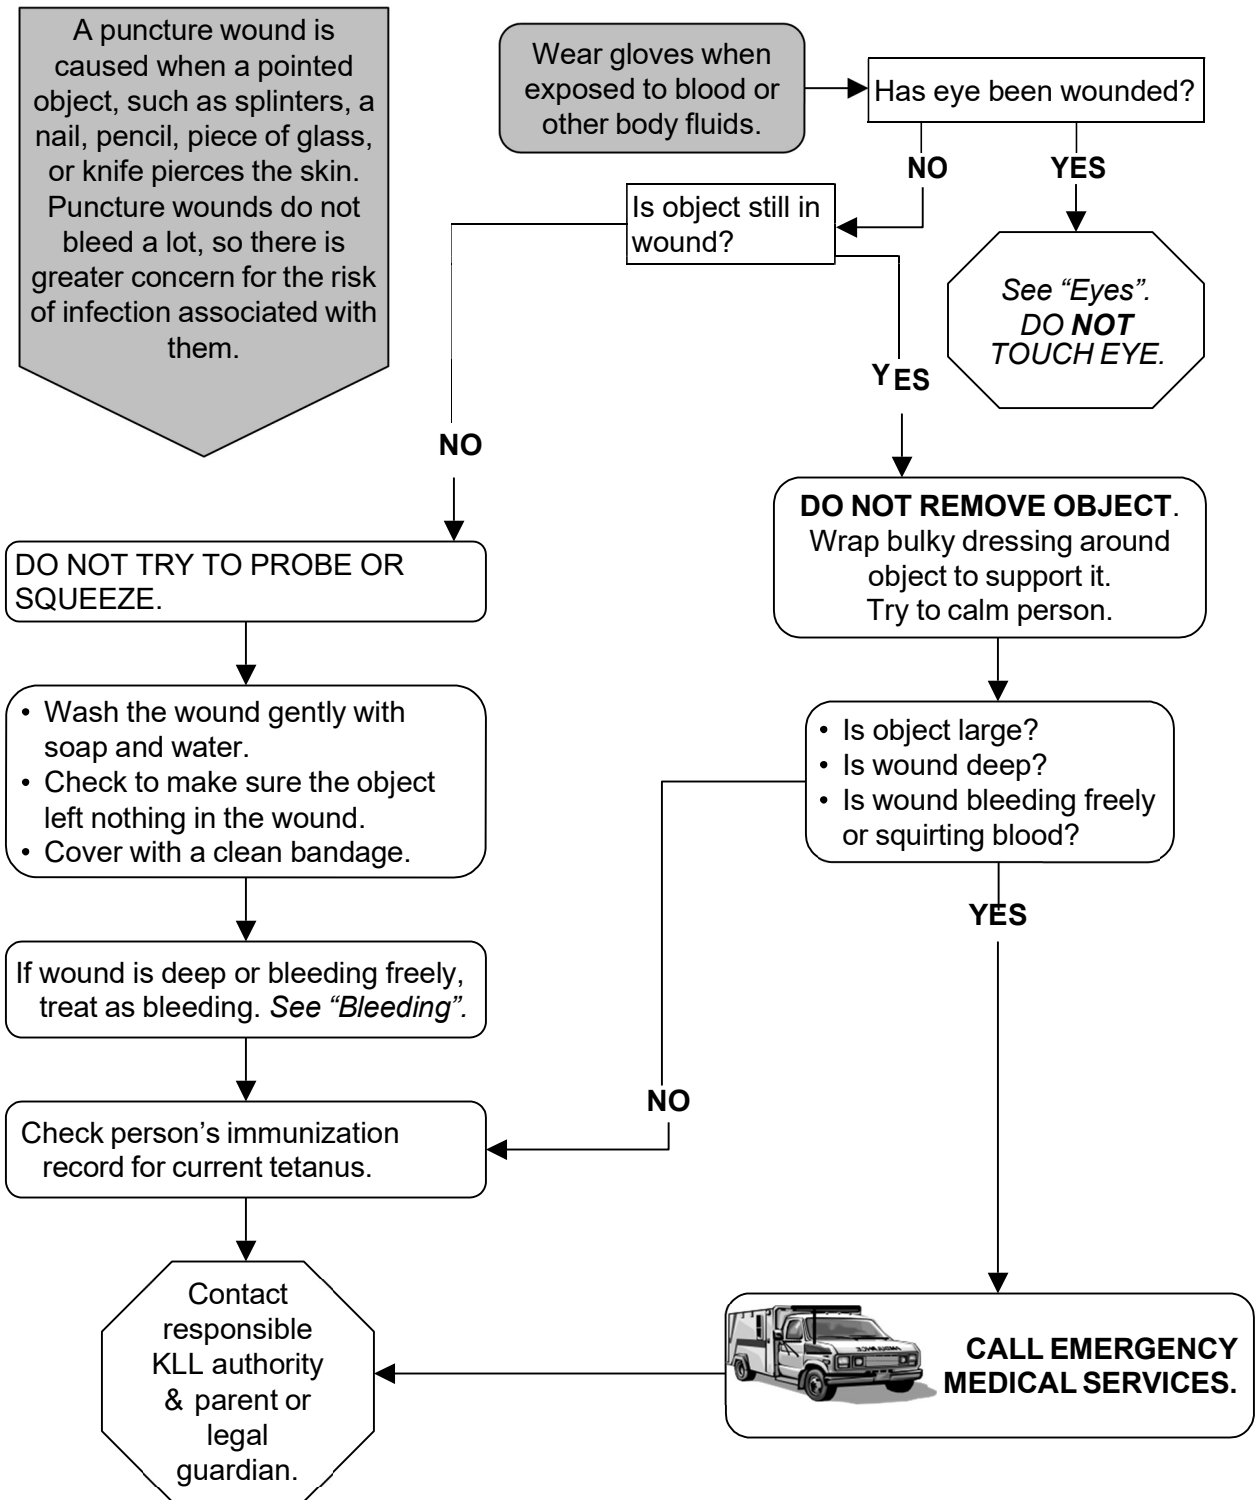 A puncture wound is
caused when a pointed
object, such as splinters, a
nail, pencil, piece of glass,
or knife pierces the skin.
Puncture wounds do not
bleed a lot, so there is
greater concern for the risk
of infection associated with
them.
Wear gloves when
exposed to blood or
other body fluids.
Has eye been wounded?
NO
YES
Is object still in
wound?
See “Eyes”.
DO NOT
TOUCH EYE.
YES
NO
DO NOT REMOVE OBJECT.
Wrap bulky dressing around
object to support it.
Try to calm person.
DO NOT TRY TO PROBE OR
SQUEEZE.
• Wash the wound gently with
soap and water.
• Check to make sure the object
left nothing in the wound.
• Cover with a clean bandage.
• Is object large?
• Is wound deep?
• Is wound bleeding freely
or squirting blood?
YES
If wound is deep or bleeding freely,
treat as bleeding. See “Bleeding”.
NO
Check person’s immunization
record for current tetanus.
Contact
responsible
KLL authority
& parent or
legal
guardian.
CALL EMERGENCY
MEDICAL SERVICES.